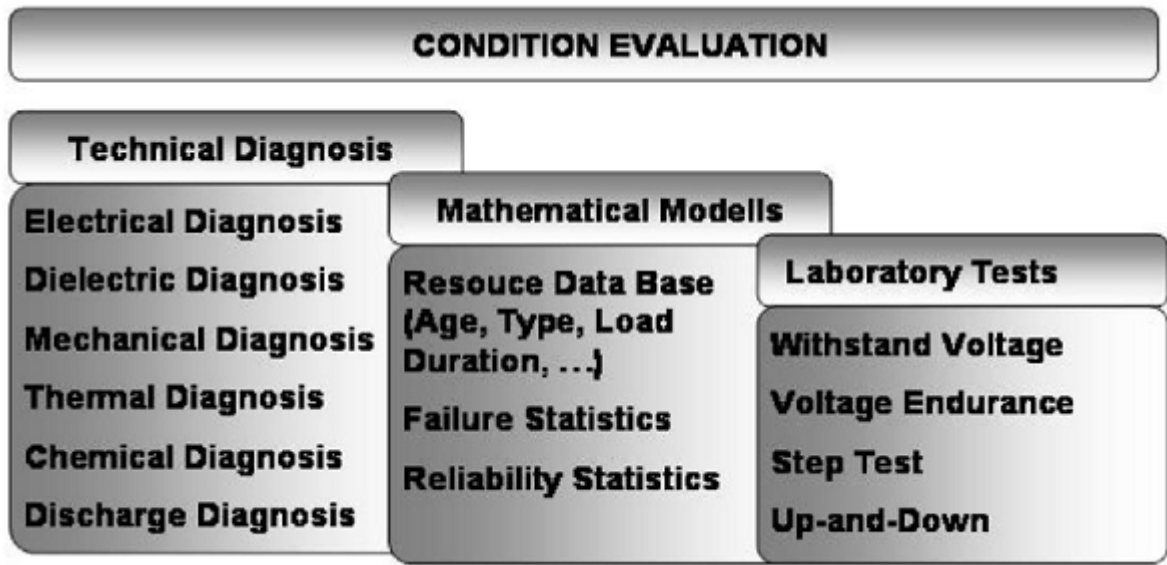 CONDITION EVALUATION
Technical Diagnosis
Electrical Diagnosis
Dielectric Diagnosis
Mechanical Diagnosis
Thermal Diagnosis
Chemical Diagnosis
Discharge Diagnosis
Mathematical Modells
Resouce Data Base
(Age, Type, Load
Duration, …)
Failure Statistics
Reliability Statistics
Laboratory Tests
Withstand Voltage
Voltage Endurance
Step Test
Up-and-Down